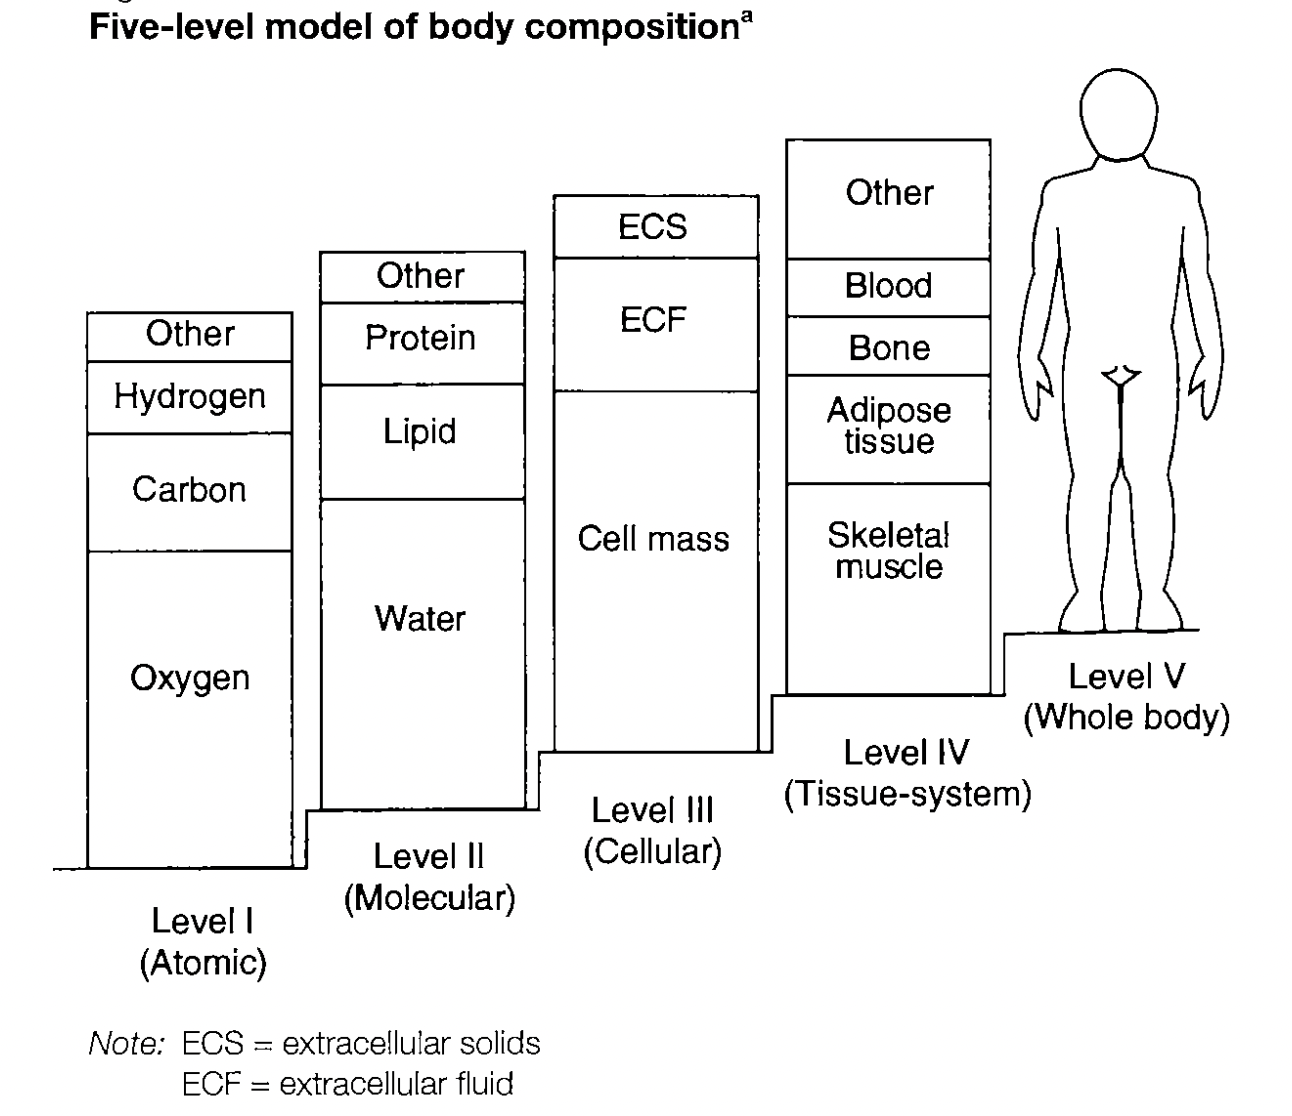 Five-level model of body compositionᵃ
Other
Hydrogen
Carbon
Oxygen
Level I
(Atomic)
Other
Protein
Lipid
Water
Level II
(Molecular)
ECS
ECF
Cell mass
Level III
(Cellular)
Other
Blood
Bone
Adipose
tissue
Skeletal
muscle
Level IV
(Tissue-system)
Level V
(Whole body)
Note: ECS = extracellular solids
ECF = extracellular fluid